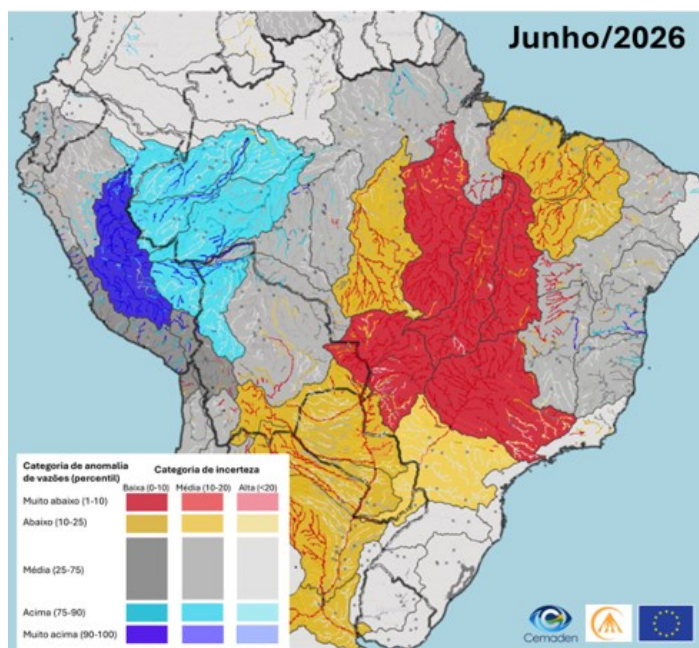 Junho/2026
Categoria de anomalia de vazões (percentil)
Categoria de incerteza
Baixa (0-10) Média (10-20) Alta (<20)
Muito abaixo (1-10)
Abaixo (10-25)
Média (25-75)
Acima (75-90)
Muito acima (90-100)
Cemaden